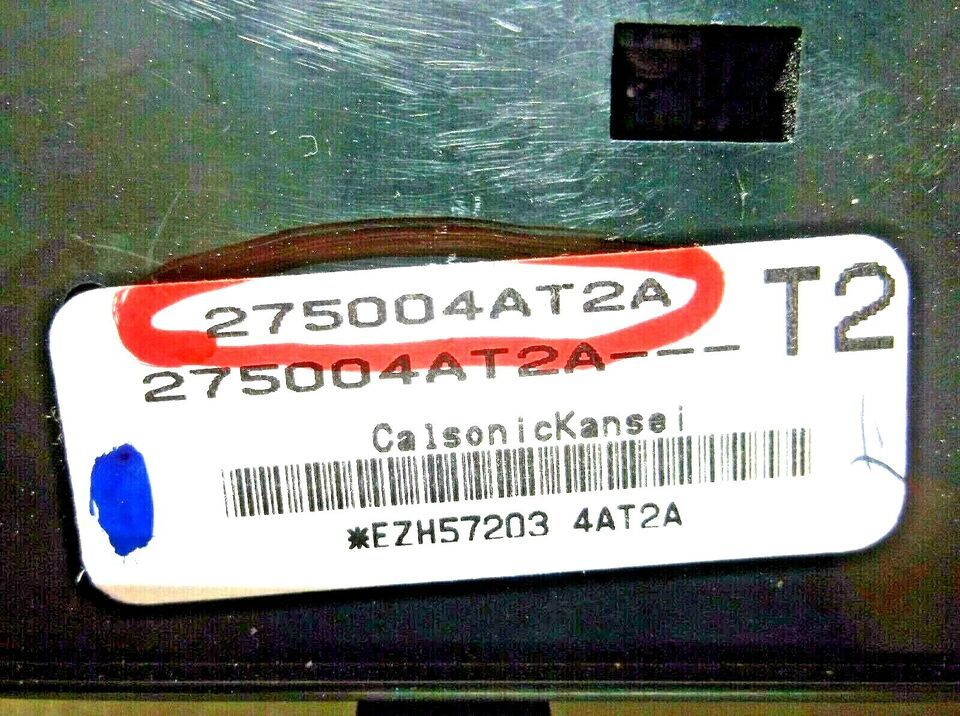 275004AT2A
T2
275004AT2A---
CalsonicKansei
*EZH57203 4AT2A